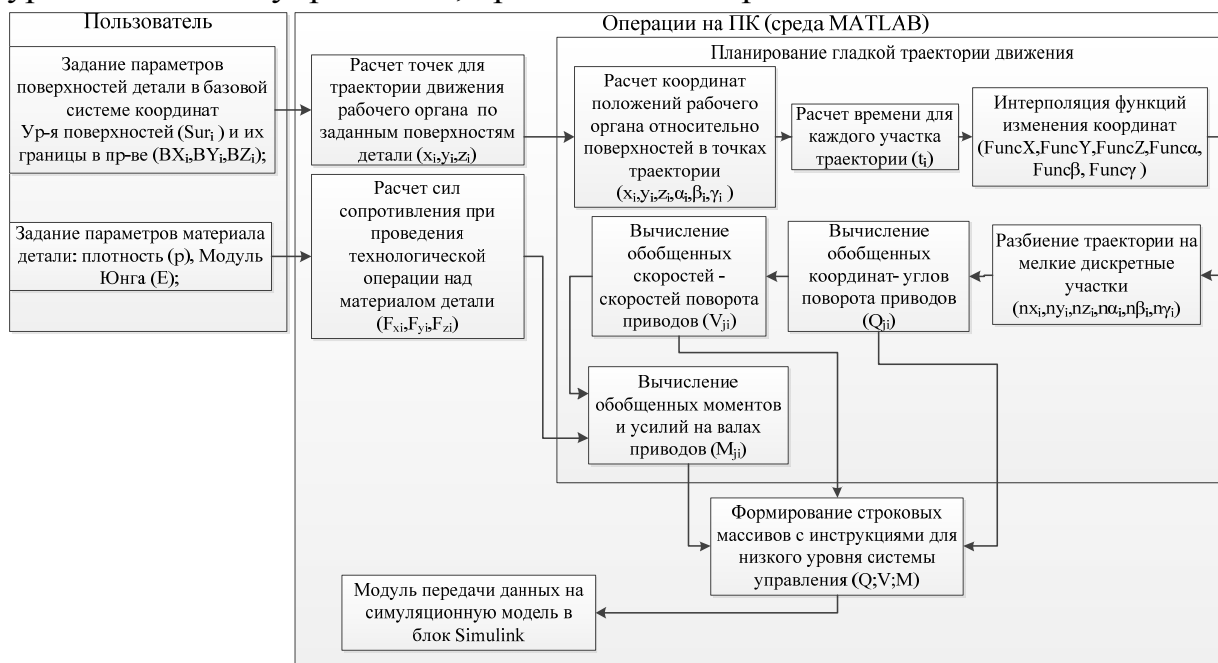 Пользователь
Задание параметров
поверхностей детали в базовой
системе координат
Ур-я поверхностей (Surᵢ ) и их
границы в пр-ве (BXᵢ,BYᵢ,BZᵢ);
Задание параметров материала
детали: плотность (p), Модуль
Юнга (E);
Операции на ПК (среда MATLAB)
Расчет точек для
траектории движения
рабочего органа по
заданным поверхностям
детали (xᵢ,yᵢ,zᵢ)
Расчет сил
сопротивления при
проведения
технологической
операции над
материалом детали
(Fxi,Fyi,Fzi)
Планирование гладкой траектории движения
Расчет координат
положений рабочего
органа относительно
поверхностей в точках
траектории
(xᵢ,yᵢ,zᵢ,αᵢ,βᵢ,γᵢ )
Расчет времени для
каждого участка
траектории (tᵢ)
Интерполяция функций
изменения координат
(FuncX,FuncY,FuncZ,Funcα,
Funcβ, Funcγ )
Разбиение траектории на
мелкие дискретные
участки
(nxᵢ,nyᵢ,nzᵢ,nαᵢ,nβᵢ,nγᵢ)
Вычисление
обобщенных
координат- углов
поворота приводов
(Qji)
Вычисление
обобщенных
скоростей -
скоростей поворота
приводов (Vji)
Вычисление
обобщенных моментов
и усилий на валах
приводов (Mji)
Формирование строковых
массивов с инструкциями для
низкого уровня системы
управления (Q;V;M)
Модуль передачи данных на
симуляционную модель в
блок Simulink